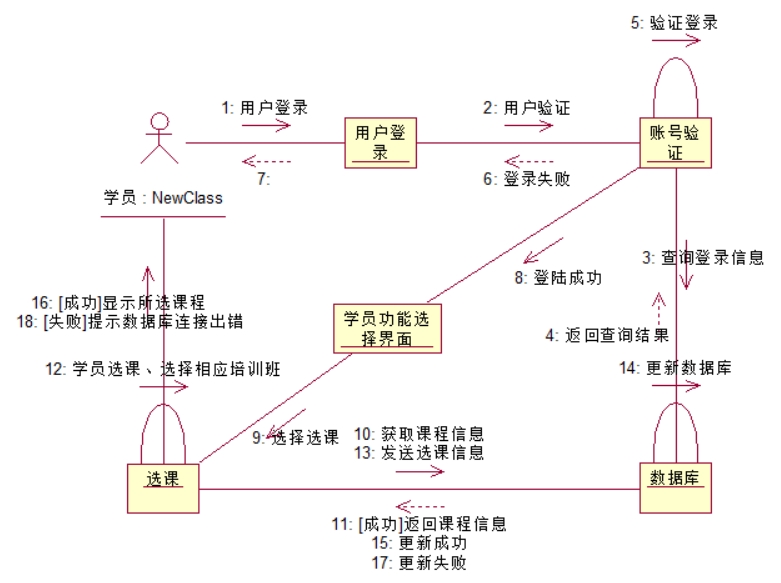 5: 验证登录
1: 用户登录
2: 用户验证
用户登
录
账号验
证
7:
6: 登录失败
学员 : NewClass
3: 查询登录信息
8: 登陆成功
16: [成功]显示所选课程
18: [失败]提示数据库连接出错
学员功能选
择界面
4: 返回查询结果
12: 学员选课、选择相应培训班
14: 更新数据库
9: 选择选课
10: 获取课程信息
13: 发送选课信息
选课
数据库
11: [成功]返回课程信息
15: 更新成功
17: 更新失败